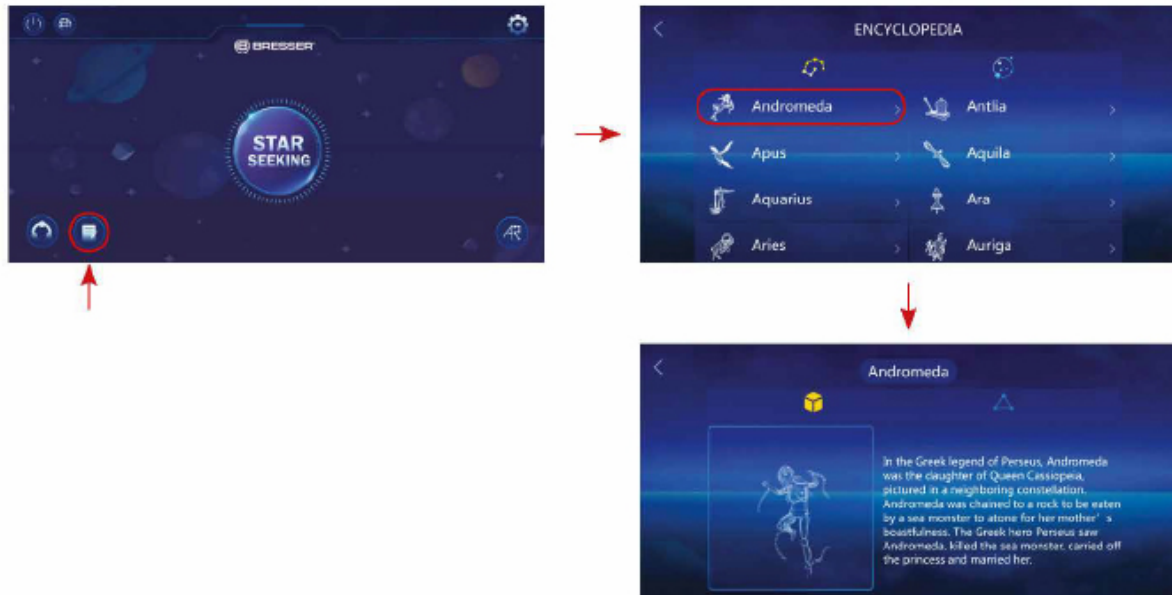 BRESSER
STAR
SEEKING
AR
ENCYCLOPEDIA
Andromeda
Antlia
Apus
Aquila
Aquarius
Ara
Aries
Auriga
Andromeda
In the Greek legend of Perseus, Andromeda
was the daughter of Queen Cassiopeia,
pictured in a neighboring constellation.
Andromeda was chained to a rock to be eaten
by a sea monster to atone for her mother's
boastfulness. The Greek hero Perseus saw
Andromeda, killed the sea monster, carried off
the princess and married her.